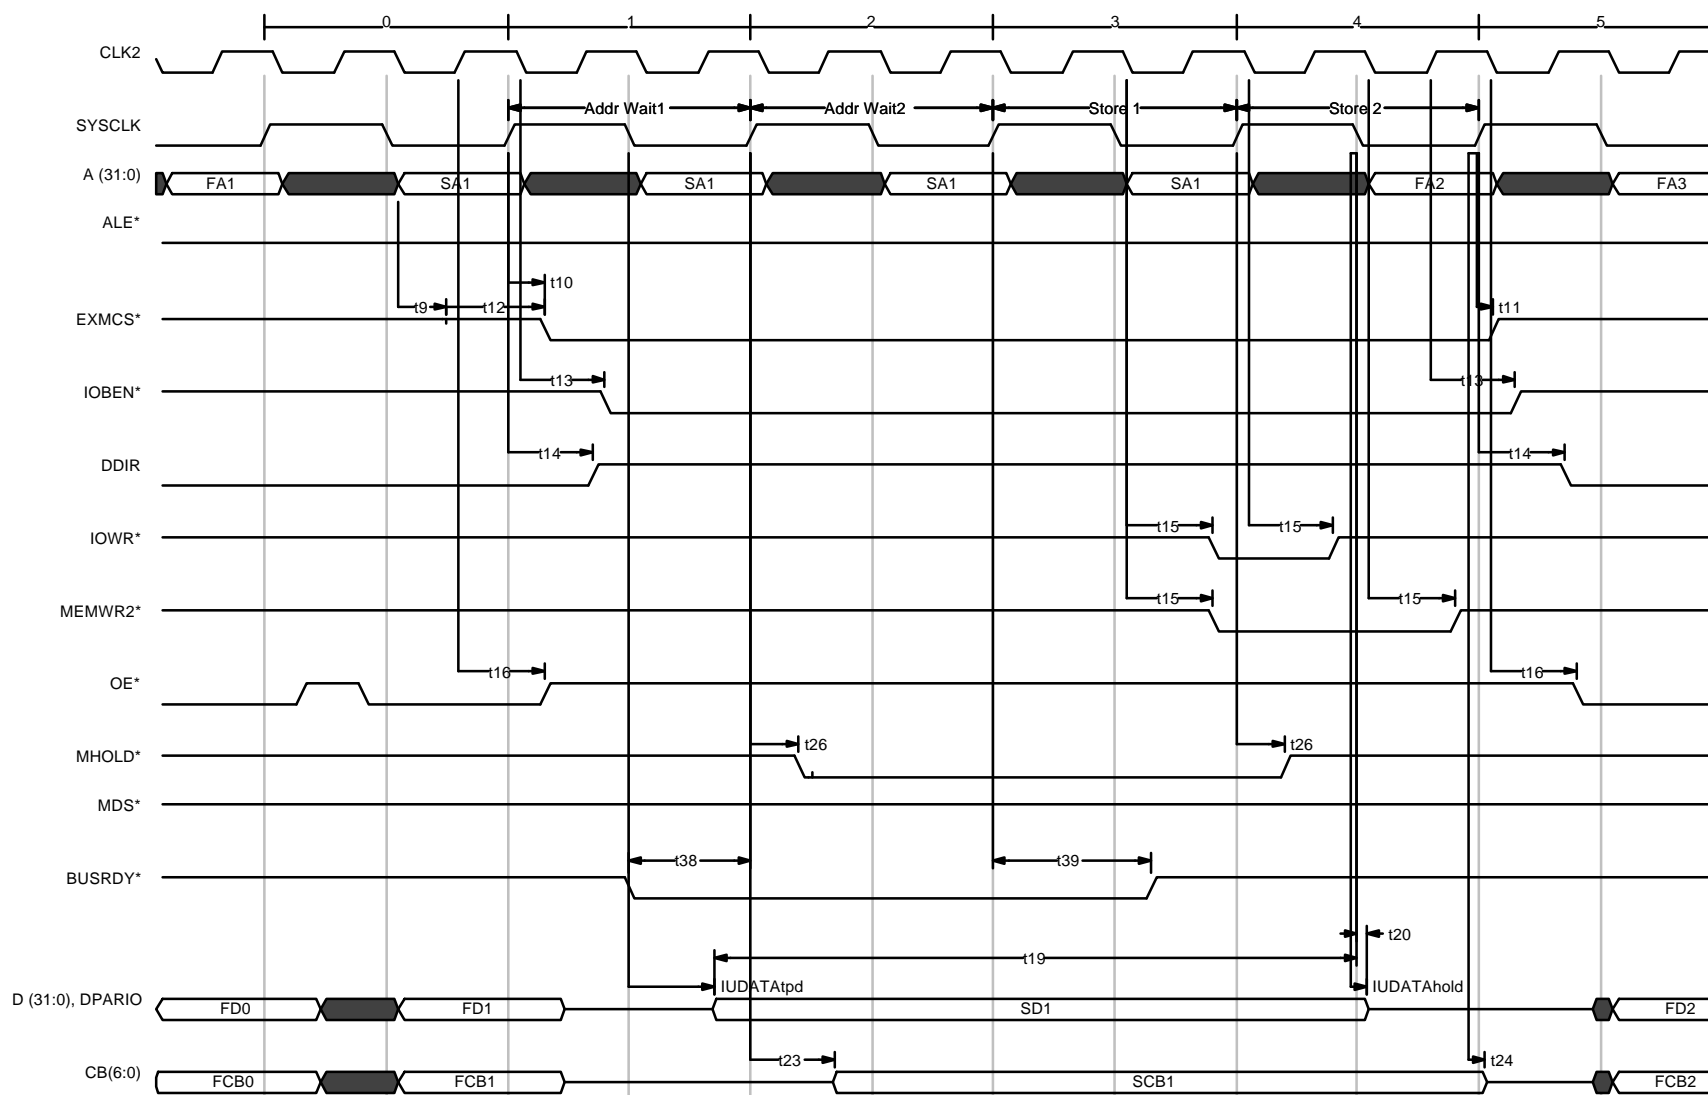 0 1 2 3 4 5
CLK2
Addr Wait1 Addr Wait2 Store 1 Store 2
SYSCLK
A (31:0) FA1 SA1 SA1 SA1 SA1 FA2 FA3
ALE*
t10
t9 t12 t11
EXMCS*
t13 t13
IOBEN*
t14 t14
DDIR
t15 t15
IOWR*
t15 t15
MEMWR2*
t16 t16
OE*
t26 t26
MHOLD*
MDS*
t38 t39
BUSRDY*
t20
t19
IUDATAtpd IUDATAhold
D (31:0), DPARIO FD0 FD1 SD1 FD2
t23 t24
CB(6:0) FCB0 FCB1 SCB1 FCB2